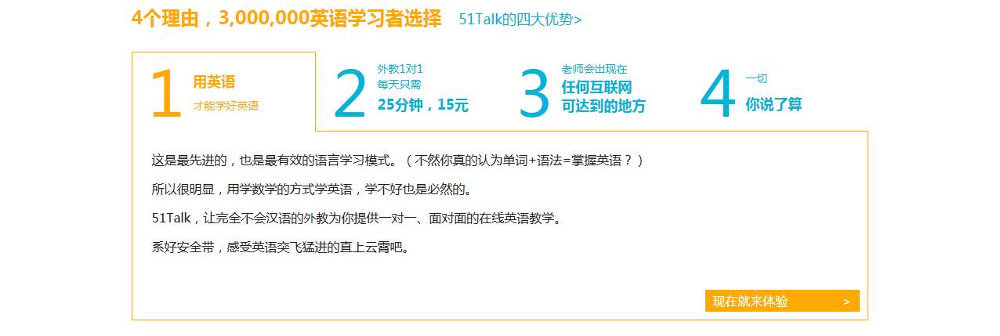 4个理由，3,000,000英语学习者选择 51Talk的四大优势>
1
用英语
才能学好英语
2
外教1对1
每天只需
25分钟，15元
3
老师会出现在
任何互联网
可达到的地方
4
一切
你说了算
这是最先进的，也是最有效的语言学习模式。（不然你真的认为单词+语法=掌握英语？）
所以很明显，用学数学的方式学英语，学不好也是必然的。
51Talk，让完全不会汉语的外教为你提供一对一、面对面的在线英语教学。
系好安全带，感受英语突飞猛进的直上云霄吧。
现在就来体验 >